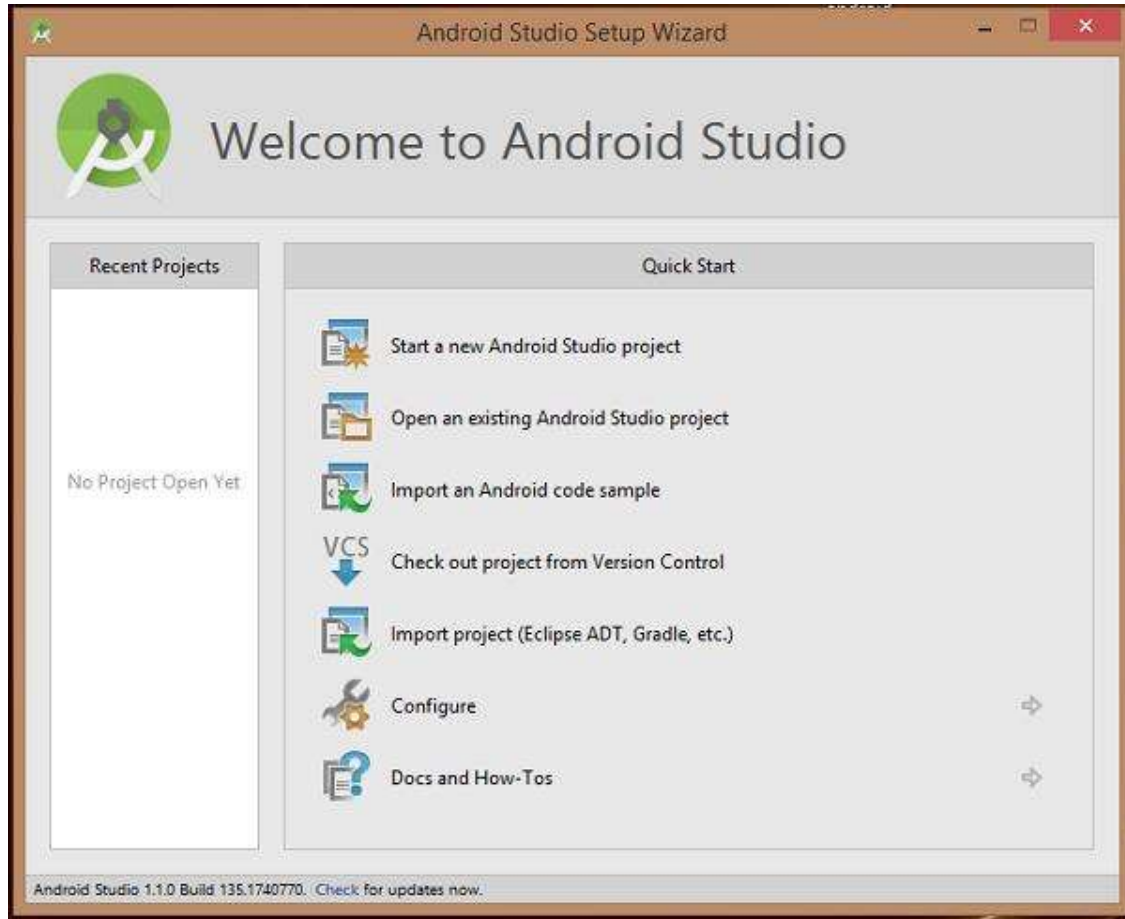 Android Studio Setup Wizard
Welcome to Android Studio
Recent Projects
No Project Open Yet
Quick Start
Start a new Android Studio project
Open an existing Android Studio project
Import an Android code sample
VCS
Check out project from Version Control
Import project (Eclipse ADT, Gradle, etc.)
Configure
Docs and How-Tos
Android Studio 1.1.0 Build 135.1740770. Check for updates now.